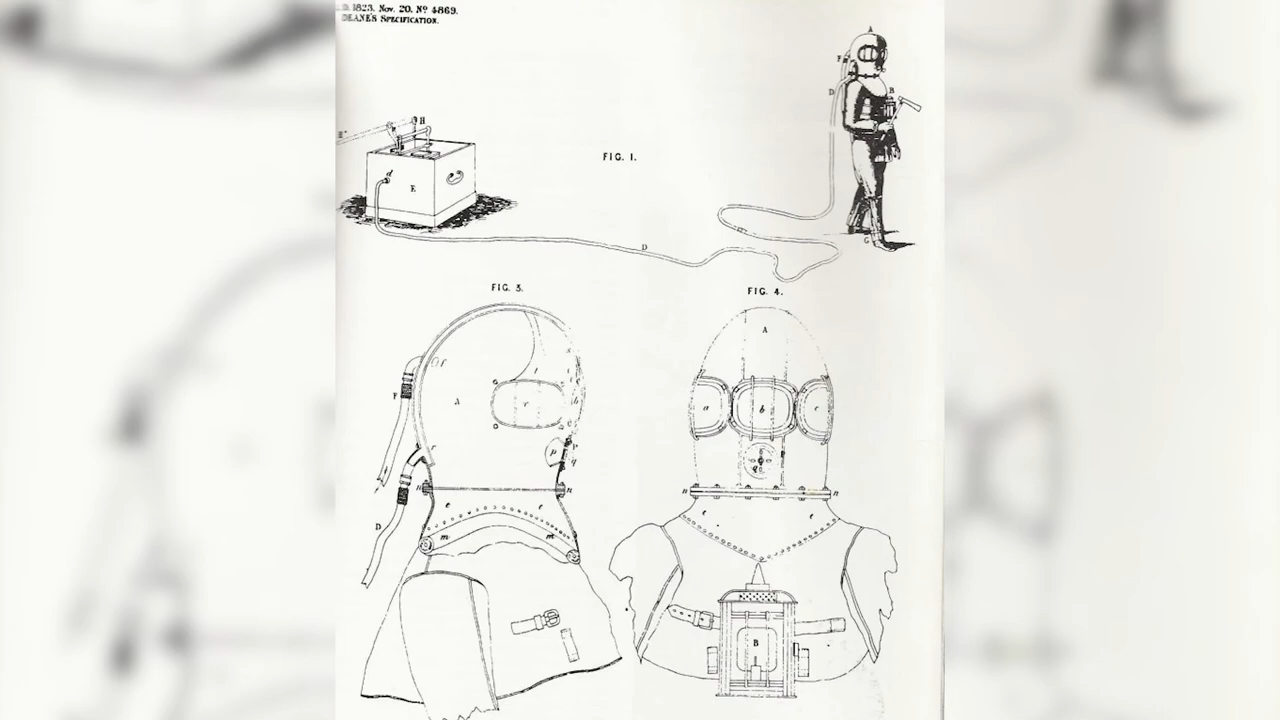 1823. Nov. 20. Nº 4869.
DEANE'S SPECIFICATION.
A
F
D
B
H
E
d
FIG. 1.
G
D
FIG. 3.
FIG. 4.
A
f
F
A
c
a
b
c
p
q
D
n
n
n
n
e
e
e
e
m
m
B